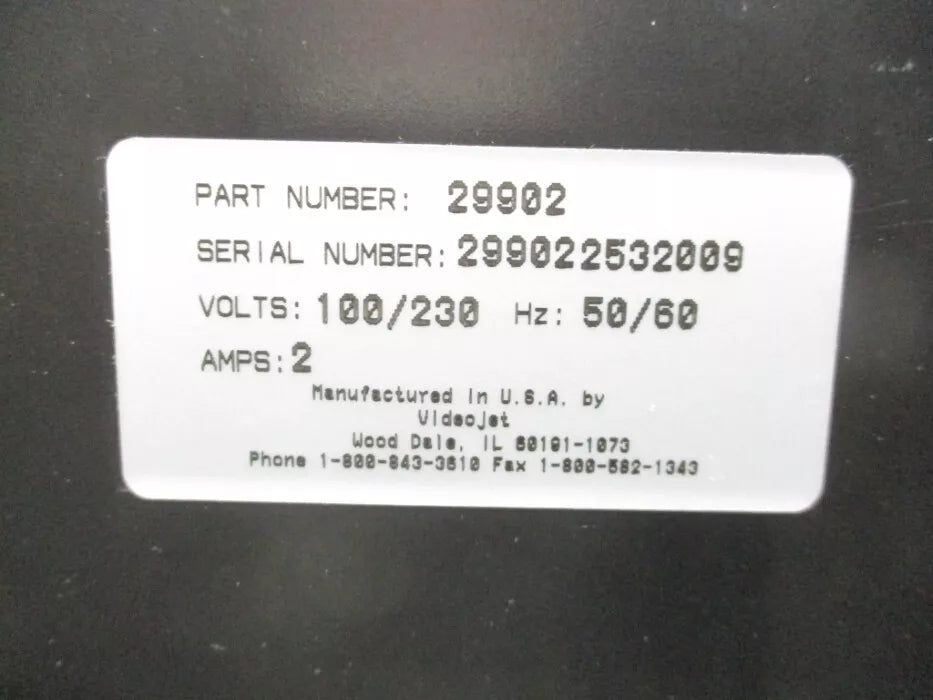 PART NUMBER: 29902
SERIAL NUMBER: 299022532009
VOLTS: 100/230 Hz: 50/60
AMPS: 2
Manufactured in U.S.A. by
VideoJet
Wood Dale, IL 60191-1073
Phone 1-800-843-3610 Fax 1-800-582-1343